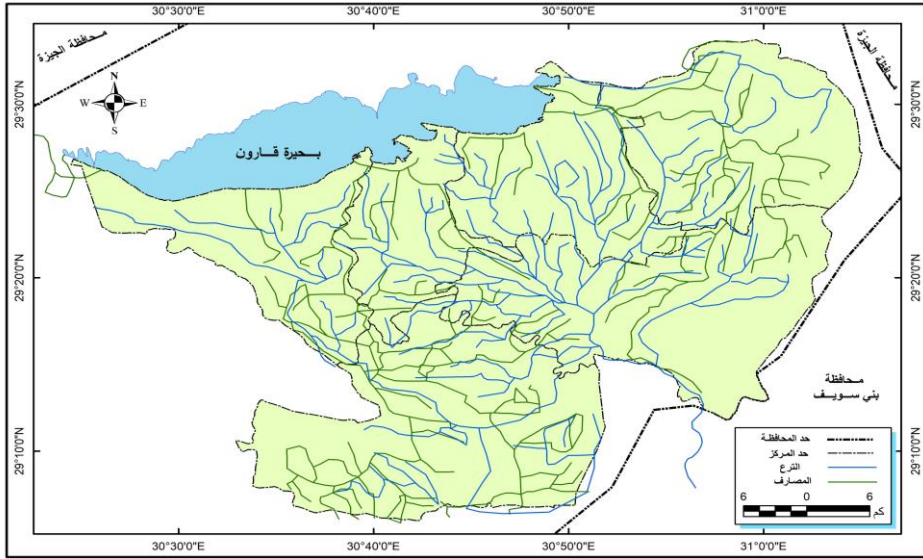 30°30'0"E
30°40'0"E
30°50'0"E
31°0'0"E
محافظة الجيزة
محافظة الجيزة
N
W
E
S
29°30'0"N
29°30'0"N
بـحيرة قـارون
29°20'0"N
29°20'0"N
محافظة
بني سـويـف
29°10'0"N
29°10'0"N
حد المحافظة
حد المركز
الترع
المصارف
6
0
6
كم
30°30'0"E
30°40'0"E
30°50'0"E
31°0'0"E